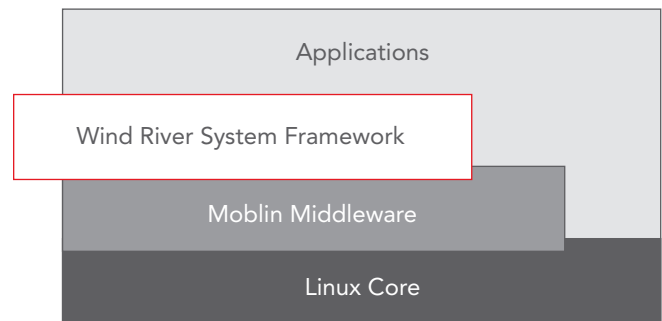 Applications
Wind River System Framework
Moblin Middleware
Linux Core